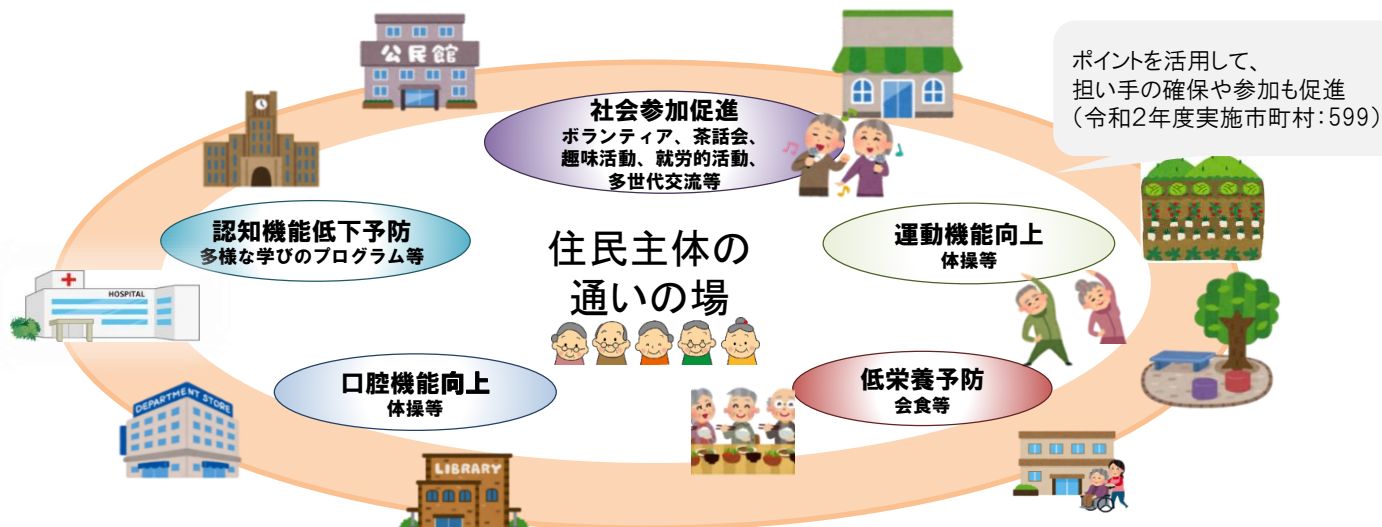 公民館
ポイントを活用して、
担い手の確保や参加も促進
（令和2年度実施市町村：599）
社会参加促進
ボランティア、茶話会、
趣味活動、就労的活動、
多世代交流等
認知機能低下予防
多様な学びのプログラム等
運動機能向上
体操等
住民主体の
通いの場
HOSPITAL
口腔機能向上
体操等
低栄養予防
会食等
DEPARTMENT STORE
LIBRARY